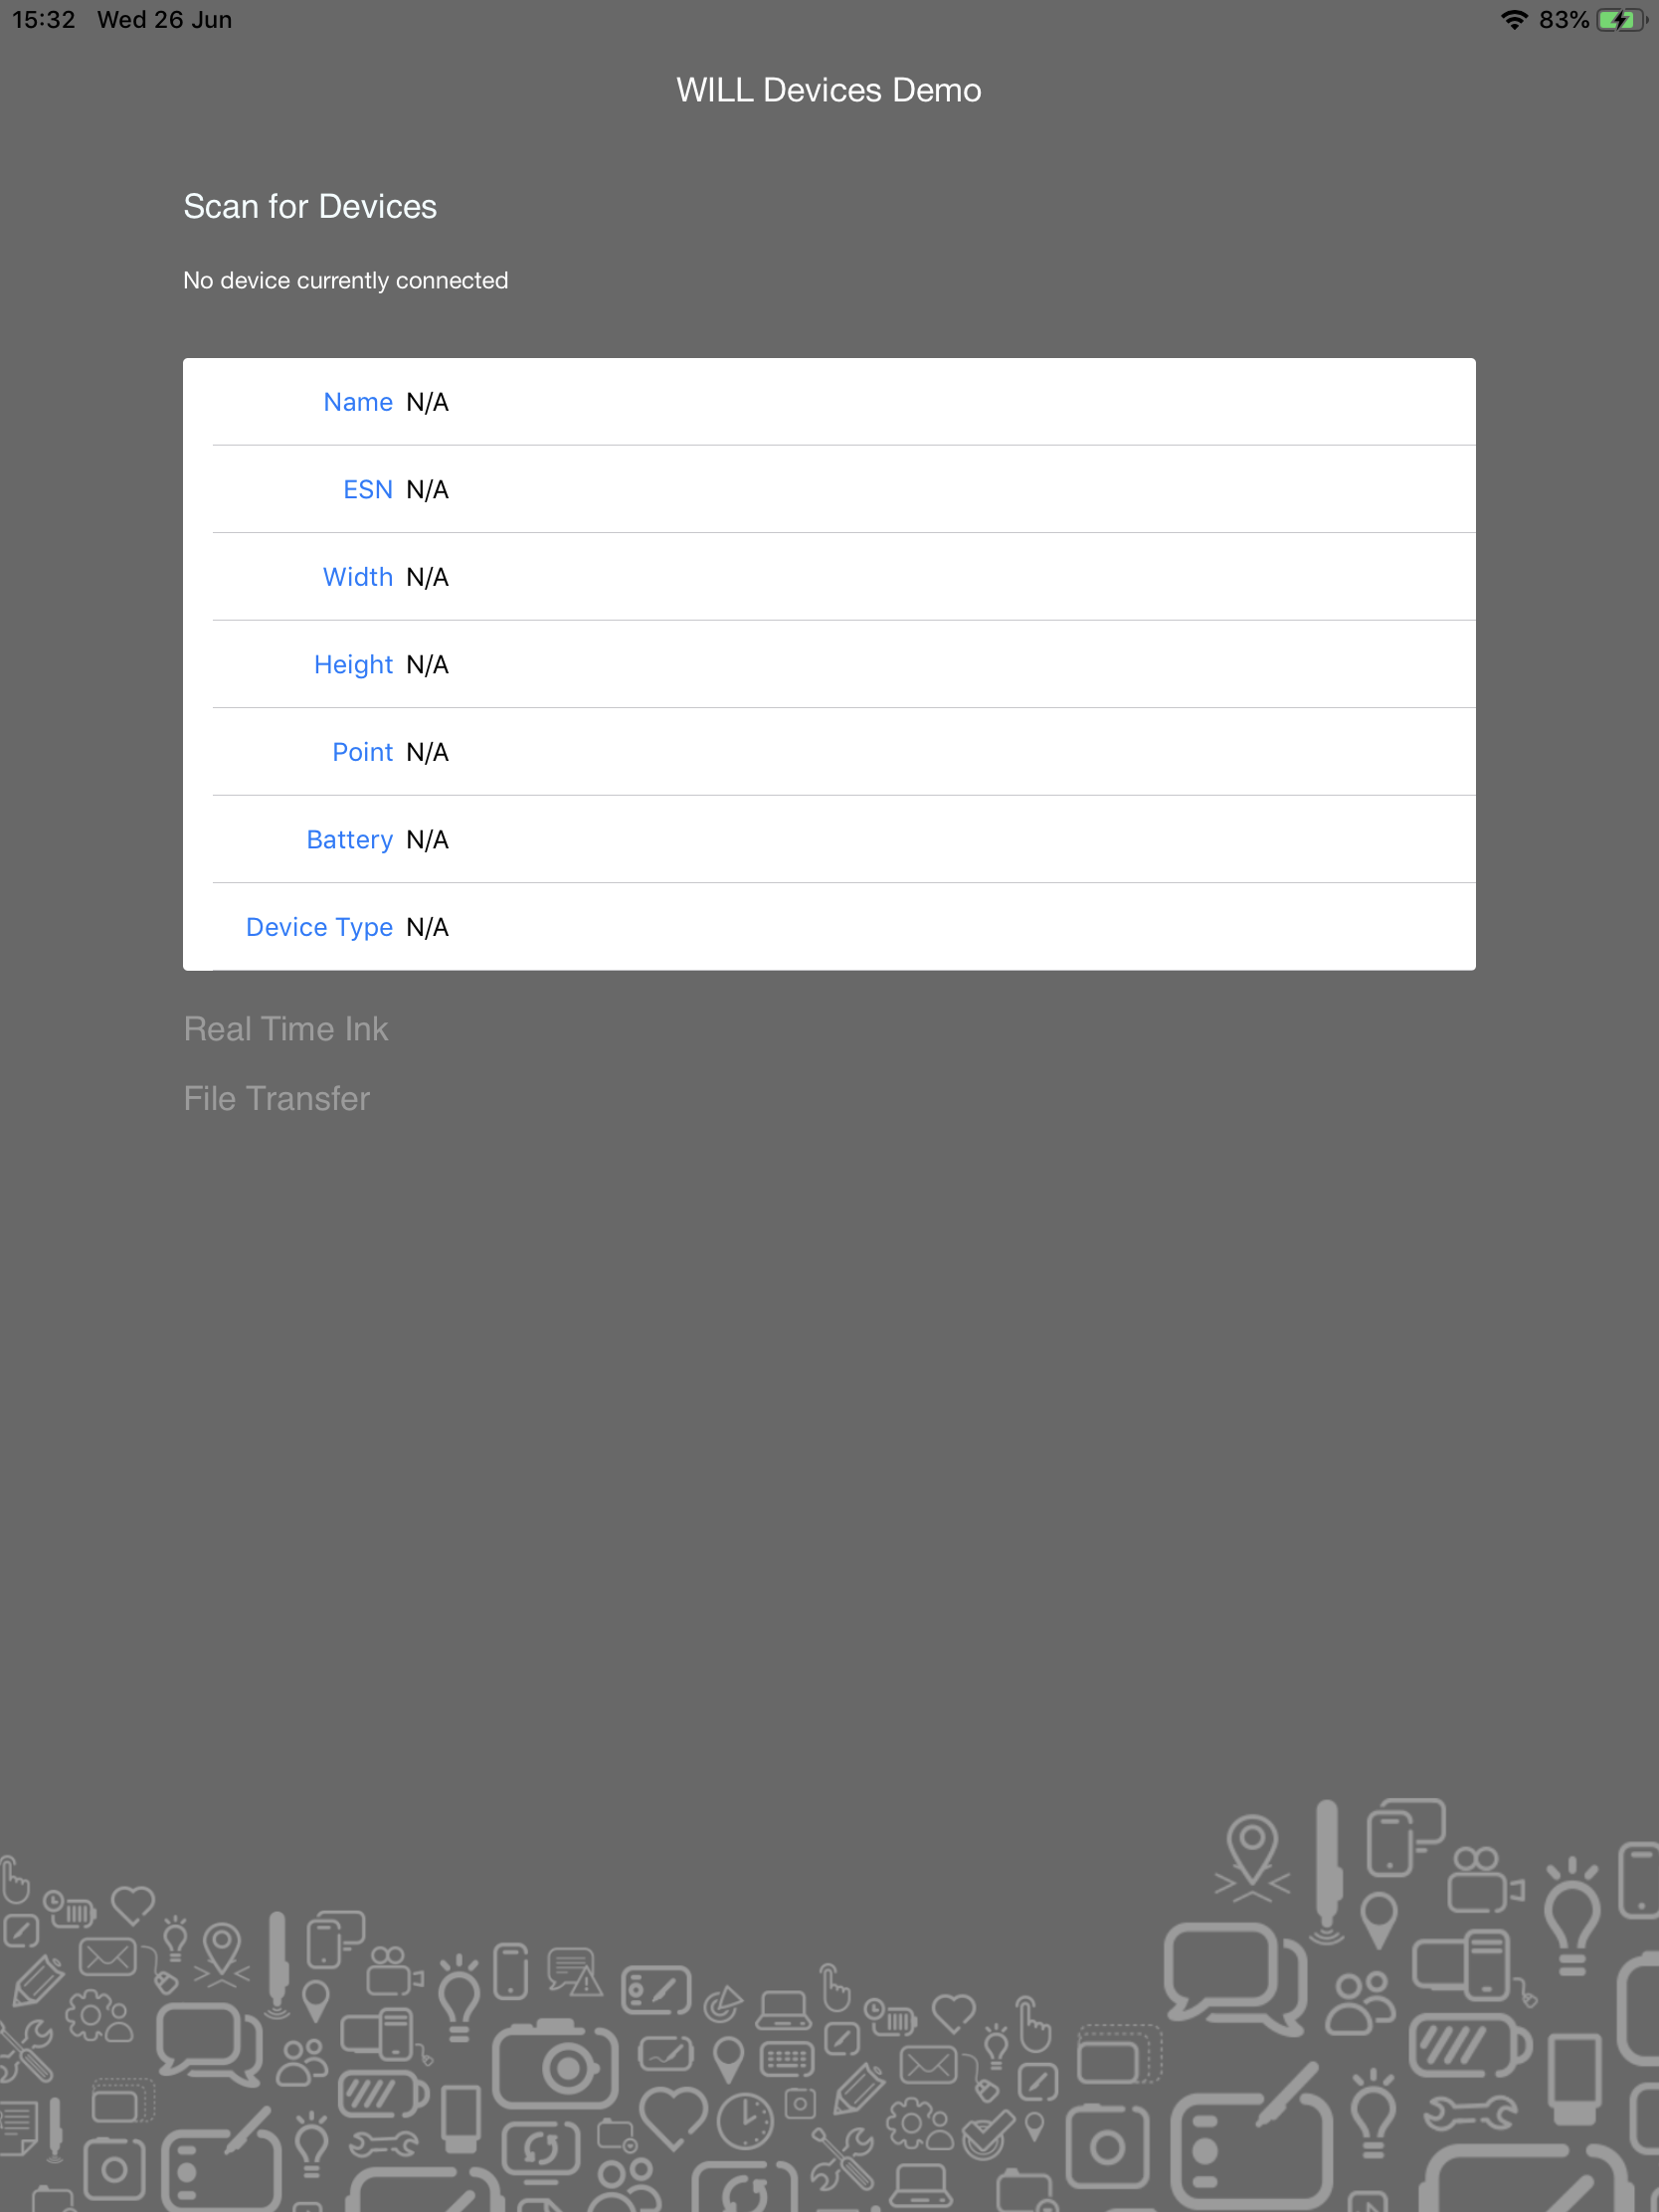 15:32 Wed 26 Jun 83%
WILL Devices Demo
Scan for Devices
No device currently connected
Name N/A
ESN N/A
Width N/A
Height N/A
Point N/A
Battery N/A
Device Type N/A
Real Time Ink
File Transfer